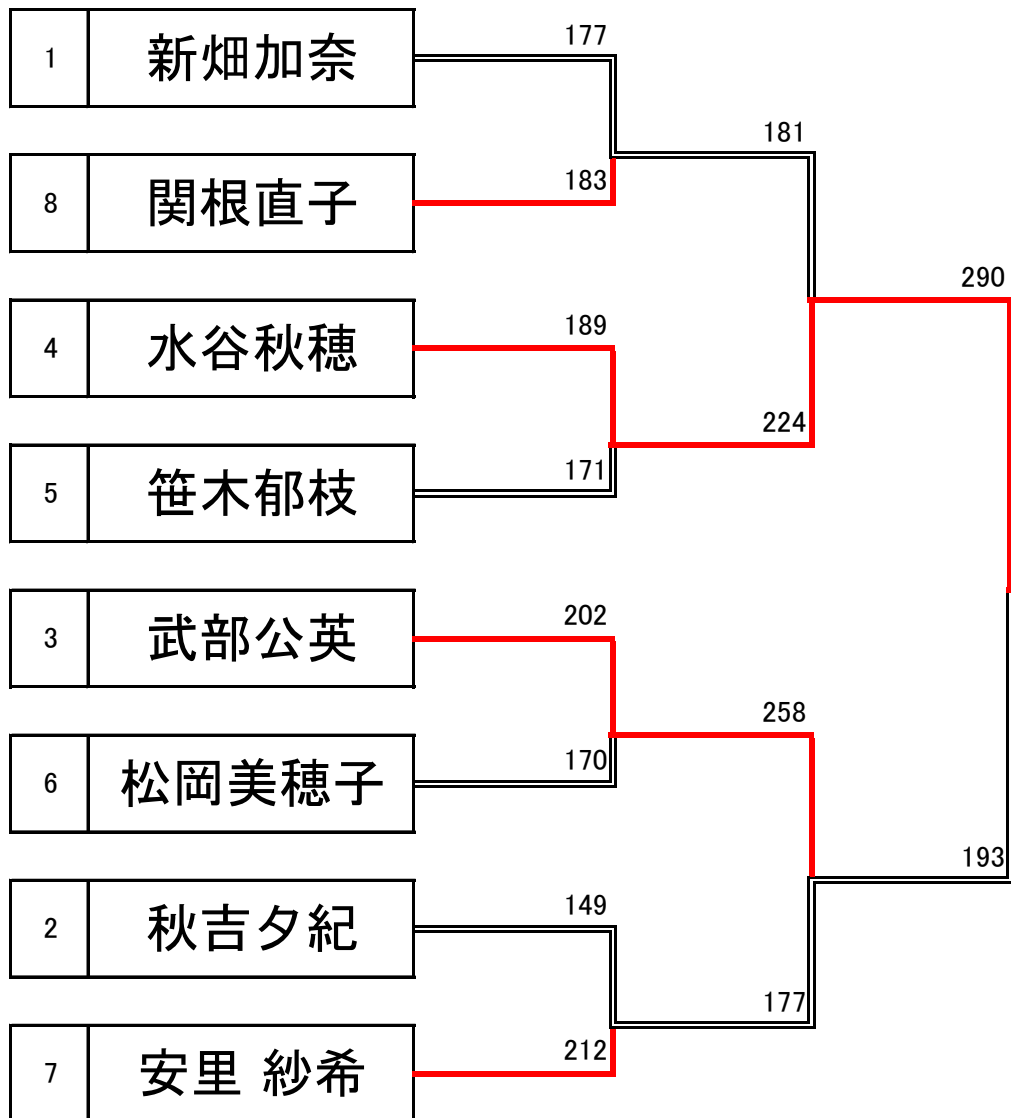 1 新畑加奈 177
181
8 関根直子 183
290
4 水谷秋穂 189
224
5 笹木郁枝 171
3 武部公英 202
258
6 松岡美穂子 170
193
2 秋吉夕紀 149
177
7 安里 紗希 212